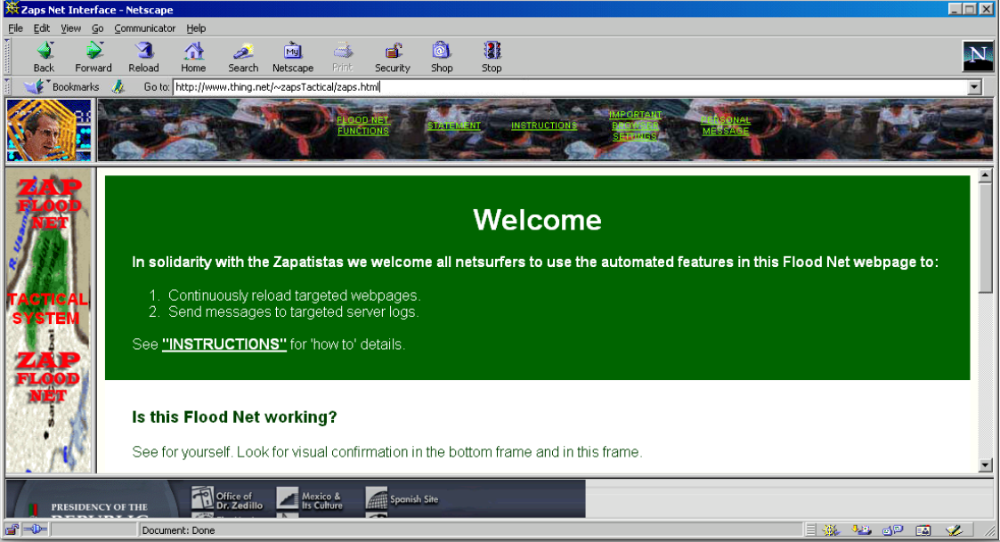 Zaps Net Interface - Netscape
File Edit View Go Communicator Help
Back Forward Reload Home Search Netscape Print Security Shop Stop
My
N
Bookmarks Go to: http://www.thing.net/~zapsTactical/zaps.html
FLOOD NET
FUNCTIONS
STATEMENT
INSTRUCTIONS
IMPORTANT
BROWSER
SETTINGS
PERSONAL
MESSAGE
ZAP
FLOOD
NET
TACTICAL
SYSTEM
ZAP
FLOOD
NET
Welcome
In solidarity with the Zapatistas we welcome all netsurfers to use the automated features in this Flood Net webpage to:
1. Continuously reload targeted webpages.
2. Send messages to targeted server logs.
See "INSTRUCTIONS" for 'how to' details.
Is this Flood Net working?
See for yourself. Look for visual confirmation in the bottom frame and in this frame.
PRESIDENCY OF THE
REPUBLIC
Office of
Dr. Zedillo
Mexico &
Its Culture
Spanish Site
Document: Done